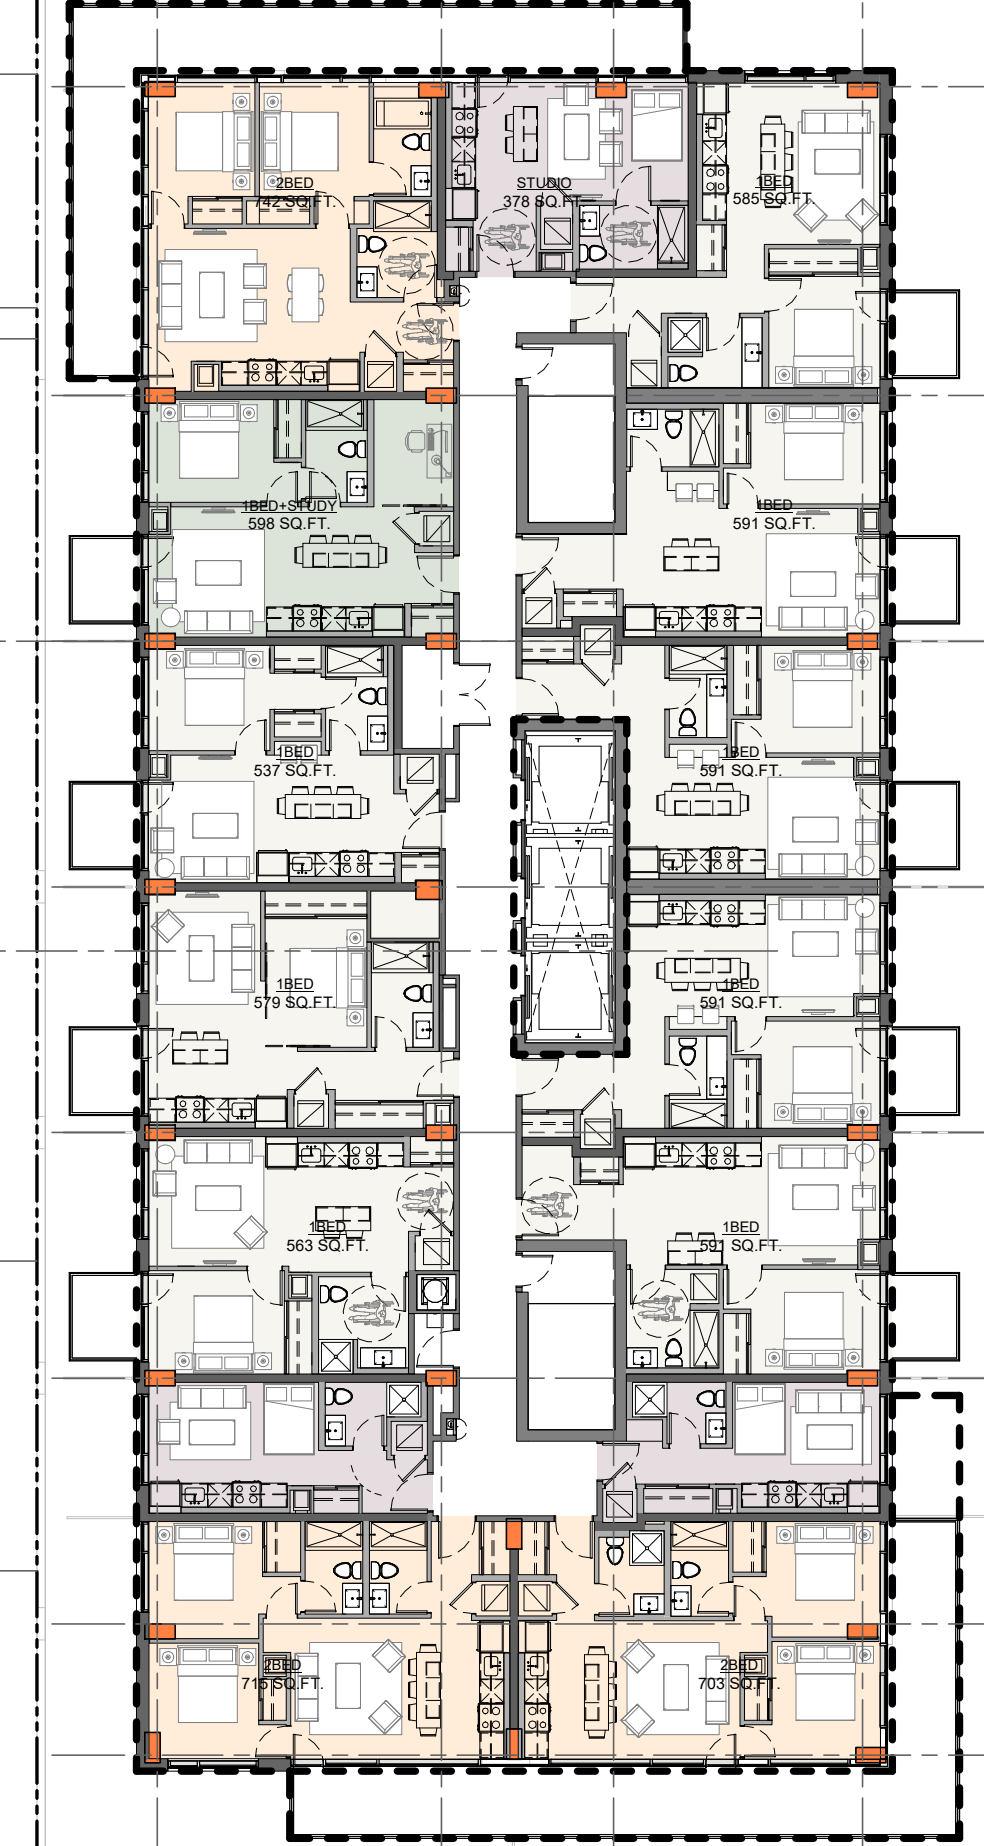 2BED
742 SQ.FT.
STUDIO
378 SQ.FT.
1BED
585 SQ.FT.
1BED+STUDY
598 SQ.FT.
1BED
591 SQ.FT.
1BED
537 SQ.FT.
1BED
591 SQ.FT.
1BED
579 SQ.FT.
1BED
591 SQ.FT.
1BED
563 SQ.FT.
1BED
591 SQ.FT.
2BED
715 SQ.FT.
2BED
703 SQ.FT.